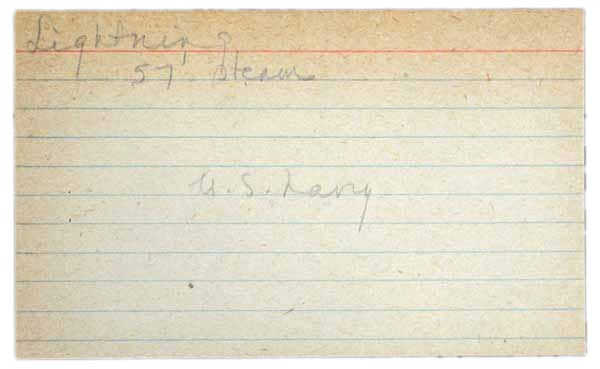 Lightning
57 Steam
U.S. Navy